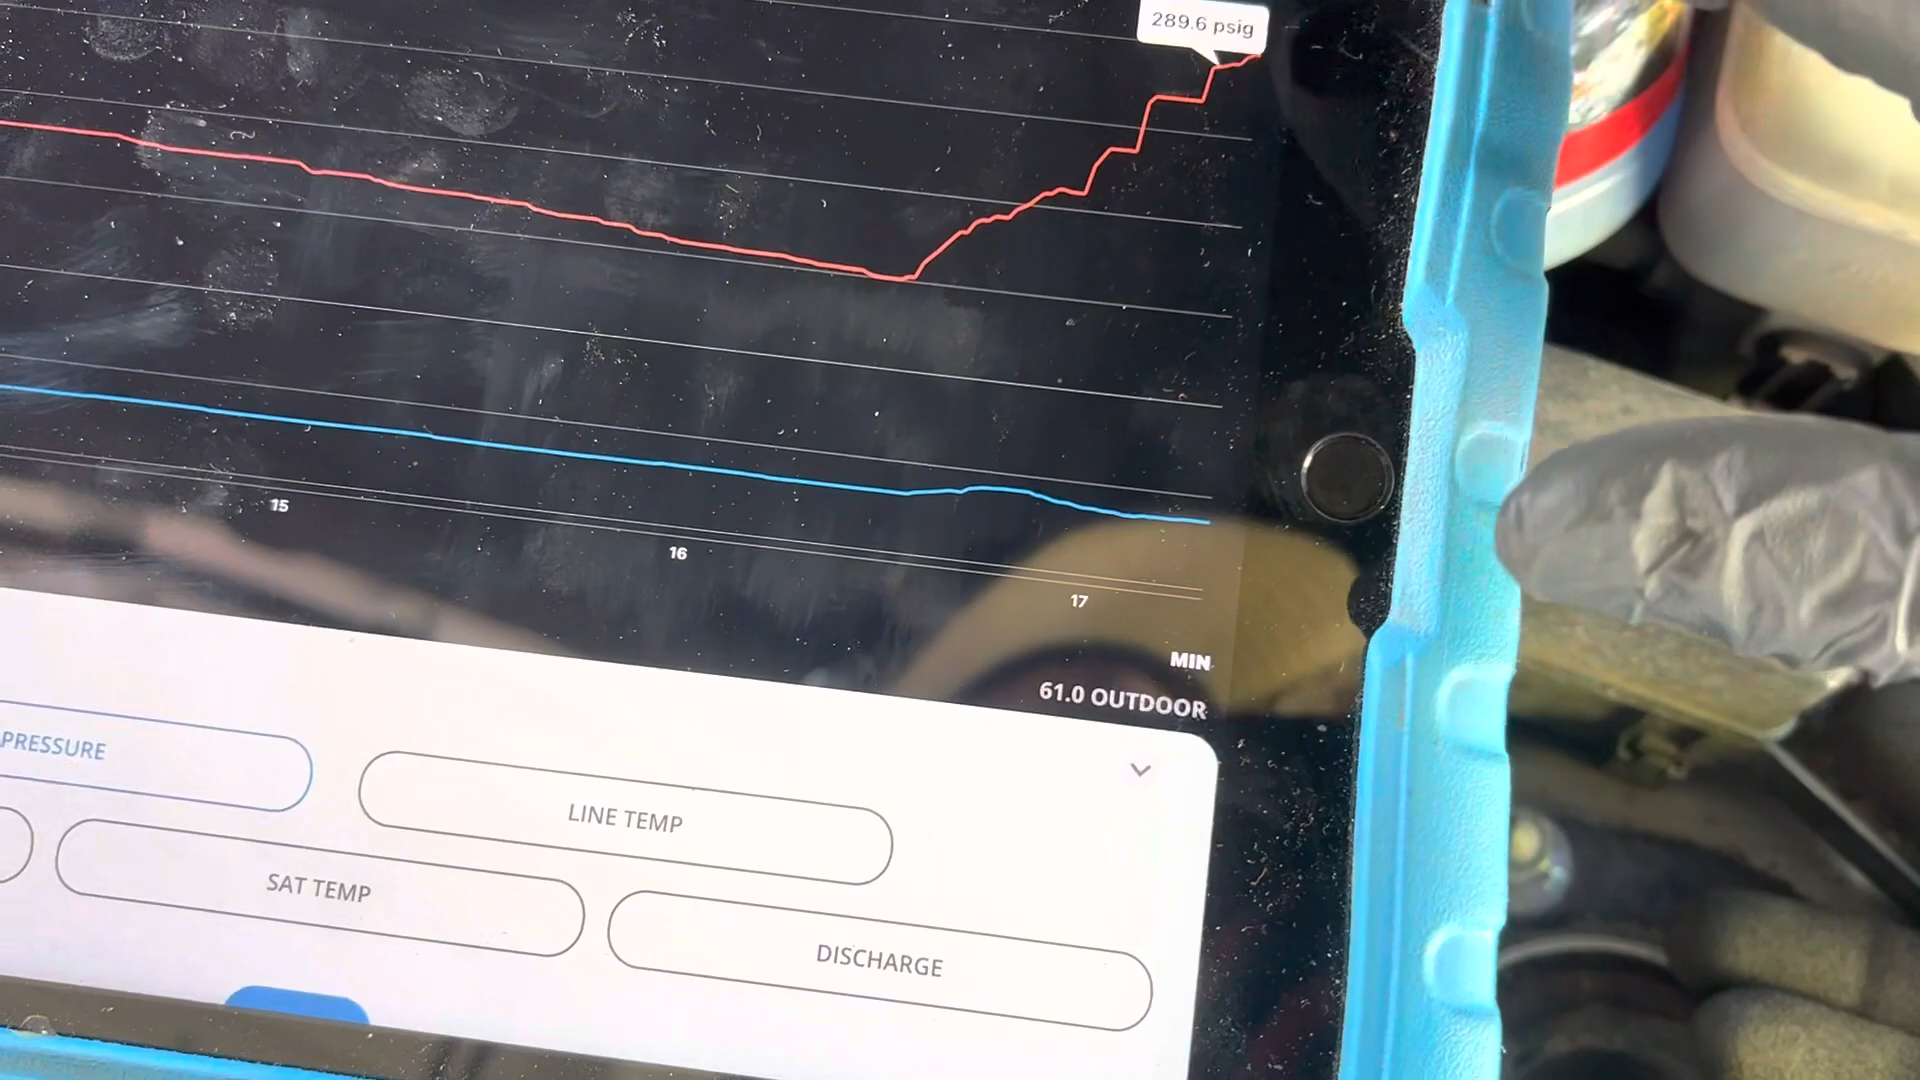 289.6 psig
15
16
17
MIN
61.0 OUTDOOR
PRESSURE
LINE TEMP
SAT TEMP
DISCHARGE